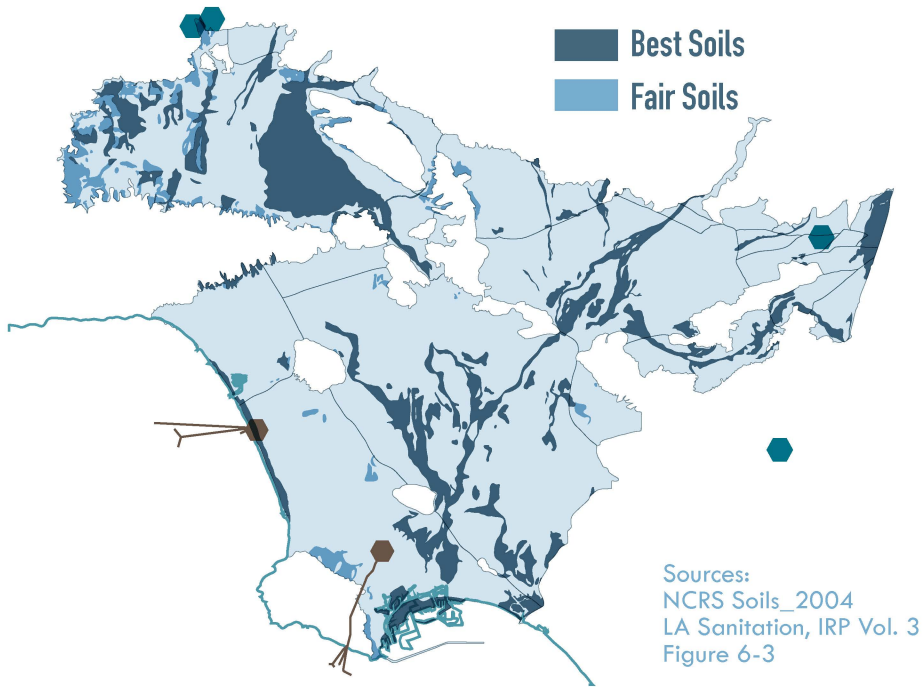 Best Soils
Fair Soils
Sources:
NCRS Soils_2004
LA Sanitation, IRP Vol. 3
Figure 6-3